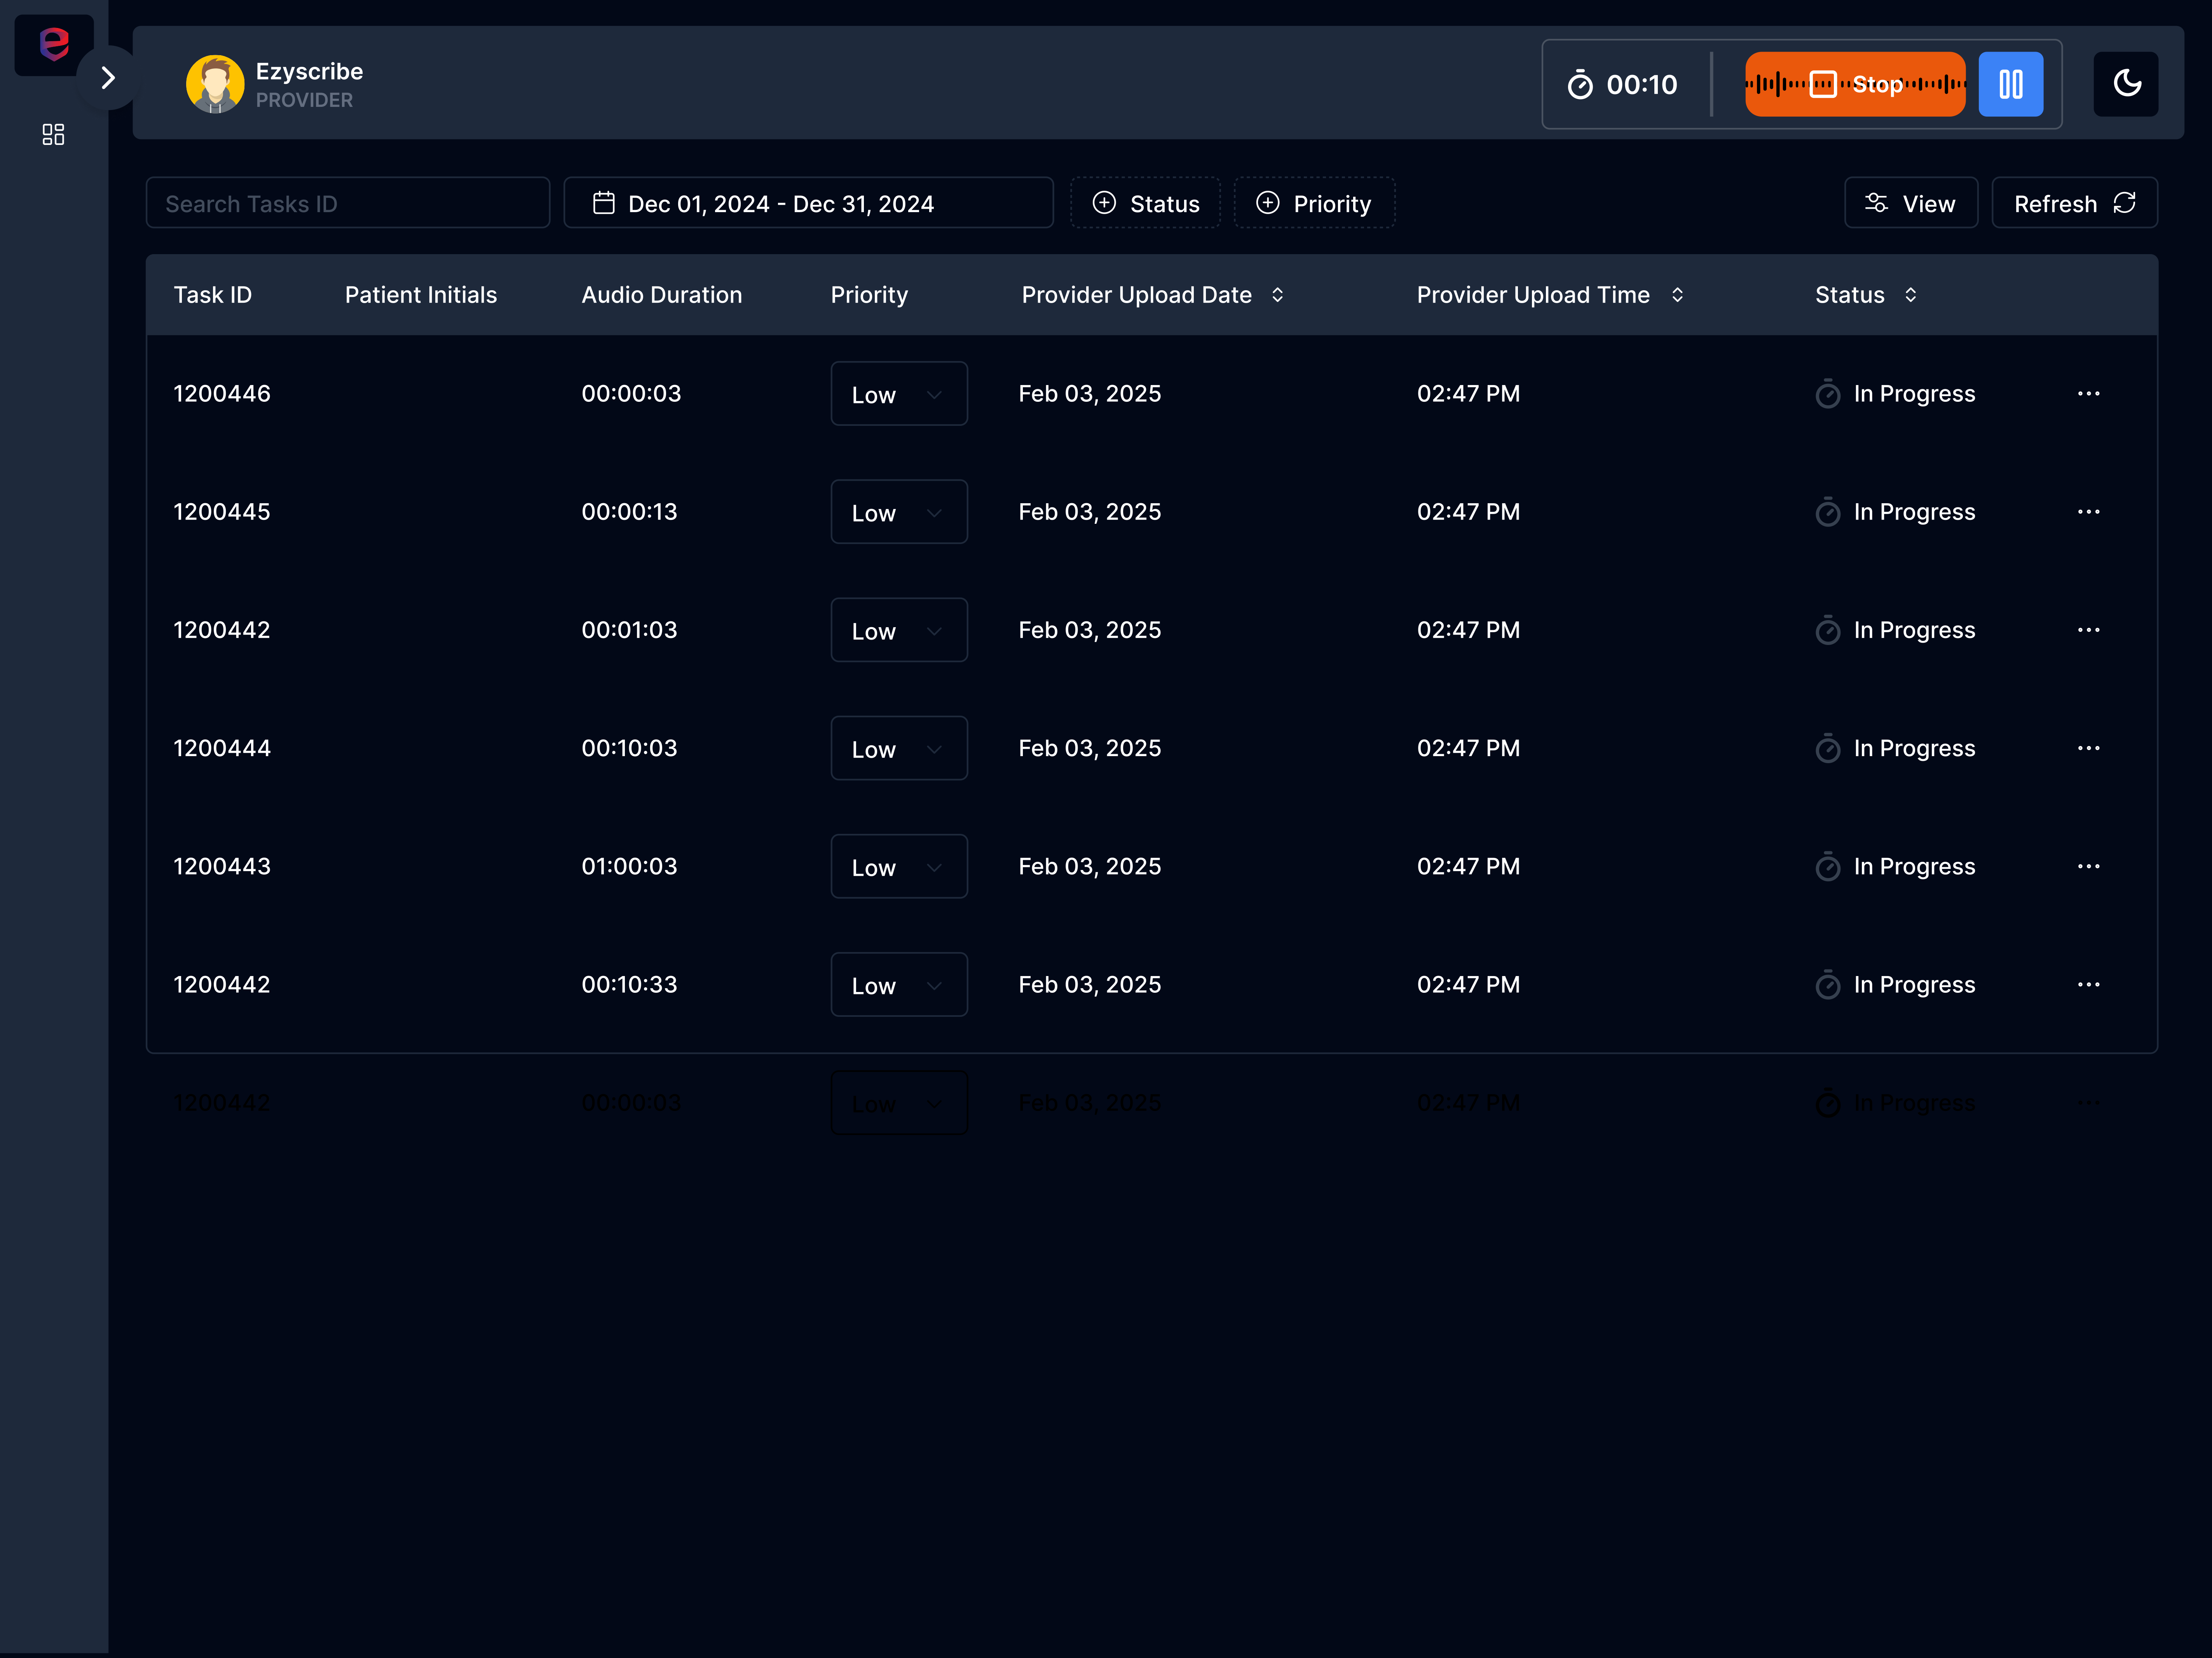 Ezyscribe
PROVIDER
00:10
Stop
Search Tasks ID
Dec 01, 2024 - Dec 31, 2024
Status
Priority
View
Refresh
Task ID Patient Initials Audio Duration Priority Provider Upload Date Provider Upload Time Status
1200446 00:00:03 Low Feb 03, 2025 02:47 PM In Progress
1200445 00:00:13 Low Feb 03, 2025 02:47 PM In Progress
1200442 00:01:03 Low Feb 03, 2025 02:47 PM In Progress
1200444 00:10:03 Low Feb 03, 2025 02:47 PM In Progress
1200443 01:00:03 Low Feb 03, 2025 02:47 PM In Progress
1200442 00:10:33 Low Feb 03, 2025 02:47 PM In Progress
1200442 00:00:03 Low Feb 03, 2025 02:47 PM In Progress